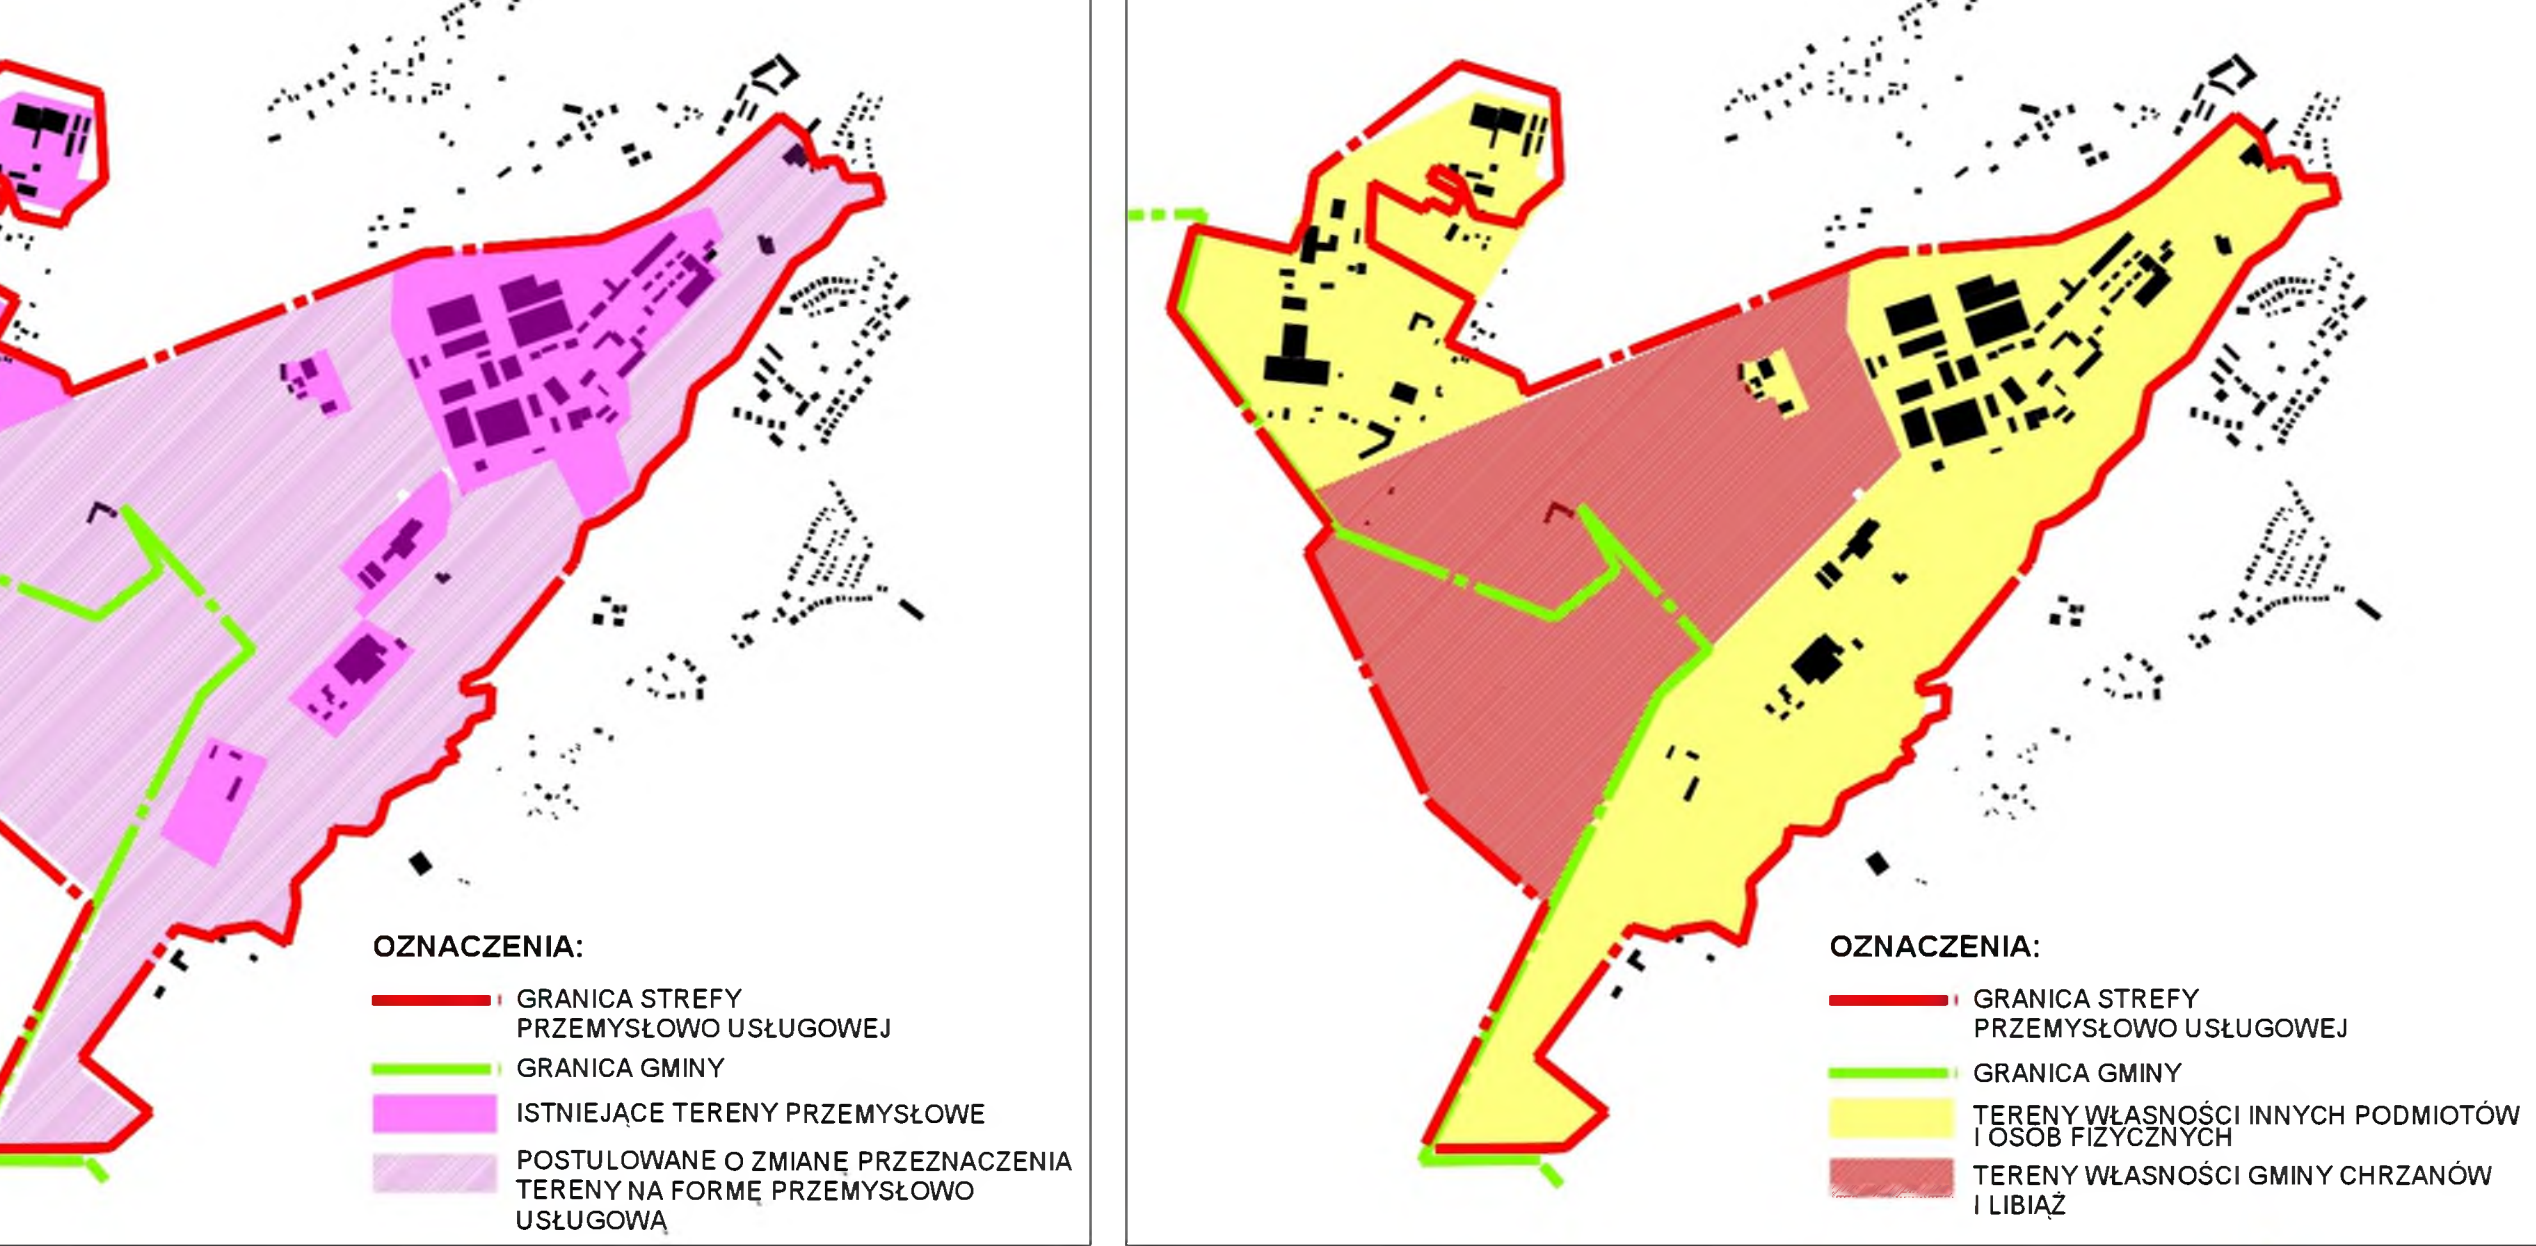 OZNACZENIA:
GRANICA STREFY
PRZEMYSŁOWO USŁUGOWEJ
GRANICA GMINY
ISTNIEJĄCE TERENY PRZEMYSŁOWE
POSTULOWANE O ZMIANĘ PRZEZNACZENIA
TERENY NA FORMĘ PRZEMYSŁOWO
USŁUGOWĄ
OZNACZENIA:
GRANICA STREFY
PRZEMYSŁOWO USŁUGOWEJ
GRANICA GMINY
TERENY WŁASNOŚCI INNYCH PODMIOTÓW
I OSÓB FIZYCZNYCH
TERENY WŁASNOŚCI GMINY CHRZANÓW
I LIBIĄŻ